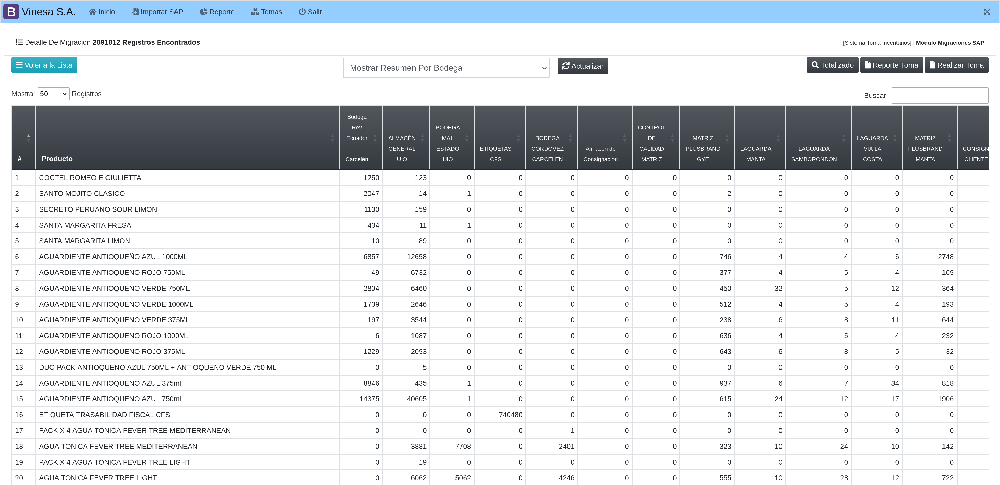 B Vinesa S.A. Inicio Importar SAP Reporte Tomas Salir
Detalle De Migracion 2891812 Registros Encontrados [Sistema Toma Inventarios] | Módulo Migraciones SAP
Voler a la Lista Mostrar Resumen Por Bodega Actualizar Totalizado Reporte Toma Realizar Toma
Mostrar 50 Registros Buscar:
# Producto Bodega Rev Ecuador - Carcelén ALMACÉN GENERAL UIO BODEGA MAL ESTADO UIO ETIQUETAS CFS BODEGA CORDOVEZ CARCELEN Almacen de Consignacion CONTROL DE CALIDAD MATRIZ MATRIZ PLUSBRAND GYE LAGUARDA MANTA LAGUARDA SAMBORONDON LAGUARDA VIA LA COSTA MATRIZ PLUSBRAND MANTA CONSIGN CLIENTE
1 COCTEL ROMEO E GIULIETTA 1250 123 0 0 0 0 0 0 0 0 0 0
2 SANTO MOJITO CLASICO 2047 14 1 0 0 0 0 2 0 0 0 0
3 SECRETO PERUANO SOUR LIMON 1130 159 0 0 0 0 0 0 0 0 0 0
4 SANTA MARGARITA FRESA 434 11 1 0 0 0 0 0 0 0 0 0
5 SANTA MARGARITA LIMON 10 89 0 0 0 0 0 0 0 0 0 0
6 AGUARDIENTE ANTIOQUEÑO AZUL 1000ML 6857 12658 0 0 0 0 0 746 4 4 6 2748
7 AGUARDIENTE ANTIOQUENO ROJO 750ML 49 6732 0 0 0 0 0 377 4 5 4 169
8 AGUARDIENTE ANTIOQUENO VERDE 750ML 2804 6460 0 0 0 0 0 450 32 5 12 364
9 AGUARDIENTE ANTIOQUENO VERDE 1000ML 1739 2646 0 0 0 0 0 512 4 5 4 193
10 AGUARDIENTE ANTIOQUENO VERDE 375ML 197 3544 0 0 0 0 0 238 6 8 11 644
11 AGUARDIENTE ANTIOQUENO ROJO 1000ML 6 1087 0 0 0 0 0 636 4 5 4 232
12 AGUARDIENTE ANTIOQUENO ROJO 375ML 1229 2093 0 0 0 0 0 643 6 8 5 32
13 DUO PACK ANTIOQUEÑO AZUL 750ML + ANTIOQUEÑO VERDE 750 ML 0 5 0 0 0 0 0 0 0 0 0 0
14 AGUARDIENTE ANTIOQUENO AZUL 375ml 8846 435 1 0 0 0 0 937 6 7 34 818
15 AGUARDIENTE ANTIOQUENO AZUL 750ml 14375 40605 1 0 0 0 0 615 24 12 17 1906
16 ETIQUETA TRASABILIDAD FISCAL CFS 0 0 0 740480 0 0 0 0 0 0 0 0
17 PACK X 4 AGUA TONICA FEVER TREE MEDITERRANEAN 0 0 0 0 1 0 0 0 0 0 0 0
18 AGUA TONICA FEVER TREE MEDITERRANEAN 0 3881 7708 0 2401 0 0 323 10 24 10 142
19 PACK X 4 AGUA TONICA FEVER TREE LIGHT 0 19 0 0 0 0 0 0 0 0 0 0
20 AGUA TONICA FEVER TREE LIGHT 0 6062 5062 0 4246 0 0 555 10 28 12 722